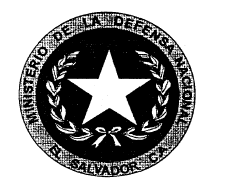 MINISTERIO DE LA DEFENSA NACIONAL
EL SALVADOR, C.A.